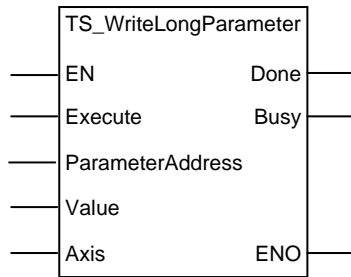 TS_WriteLongParameter
EN Done
Execute Busy
ParameterAddress
Value
Axis ENO